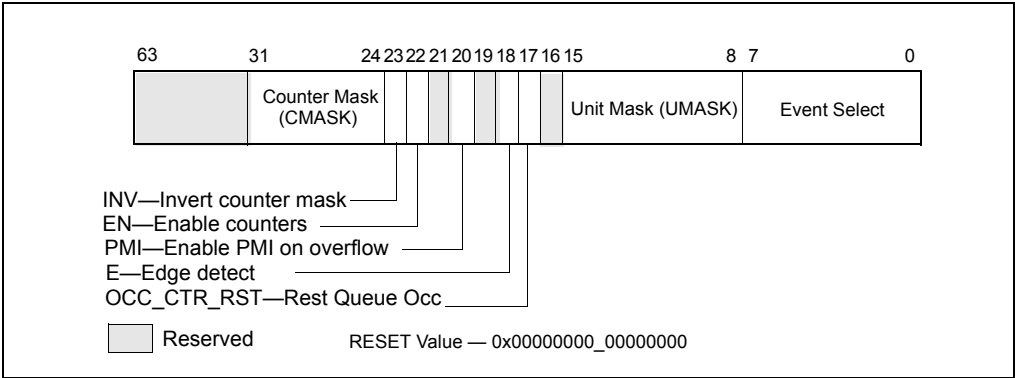 63 31 24 23 22 21 20 19 18 17 16 15 8 7 0
Counter Mask
(CMASK)
Unit Mask (UMASK)
Event Select
INV—Invert counter mask
EN—Enable counters
PMI—Enable PMI on overflow
E—Edge detect
OCC_CTR_RST—Rest Queue Occ
Reserved
RESET Value — 0x00000000_00000000